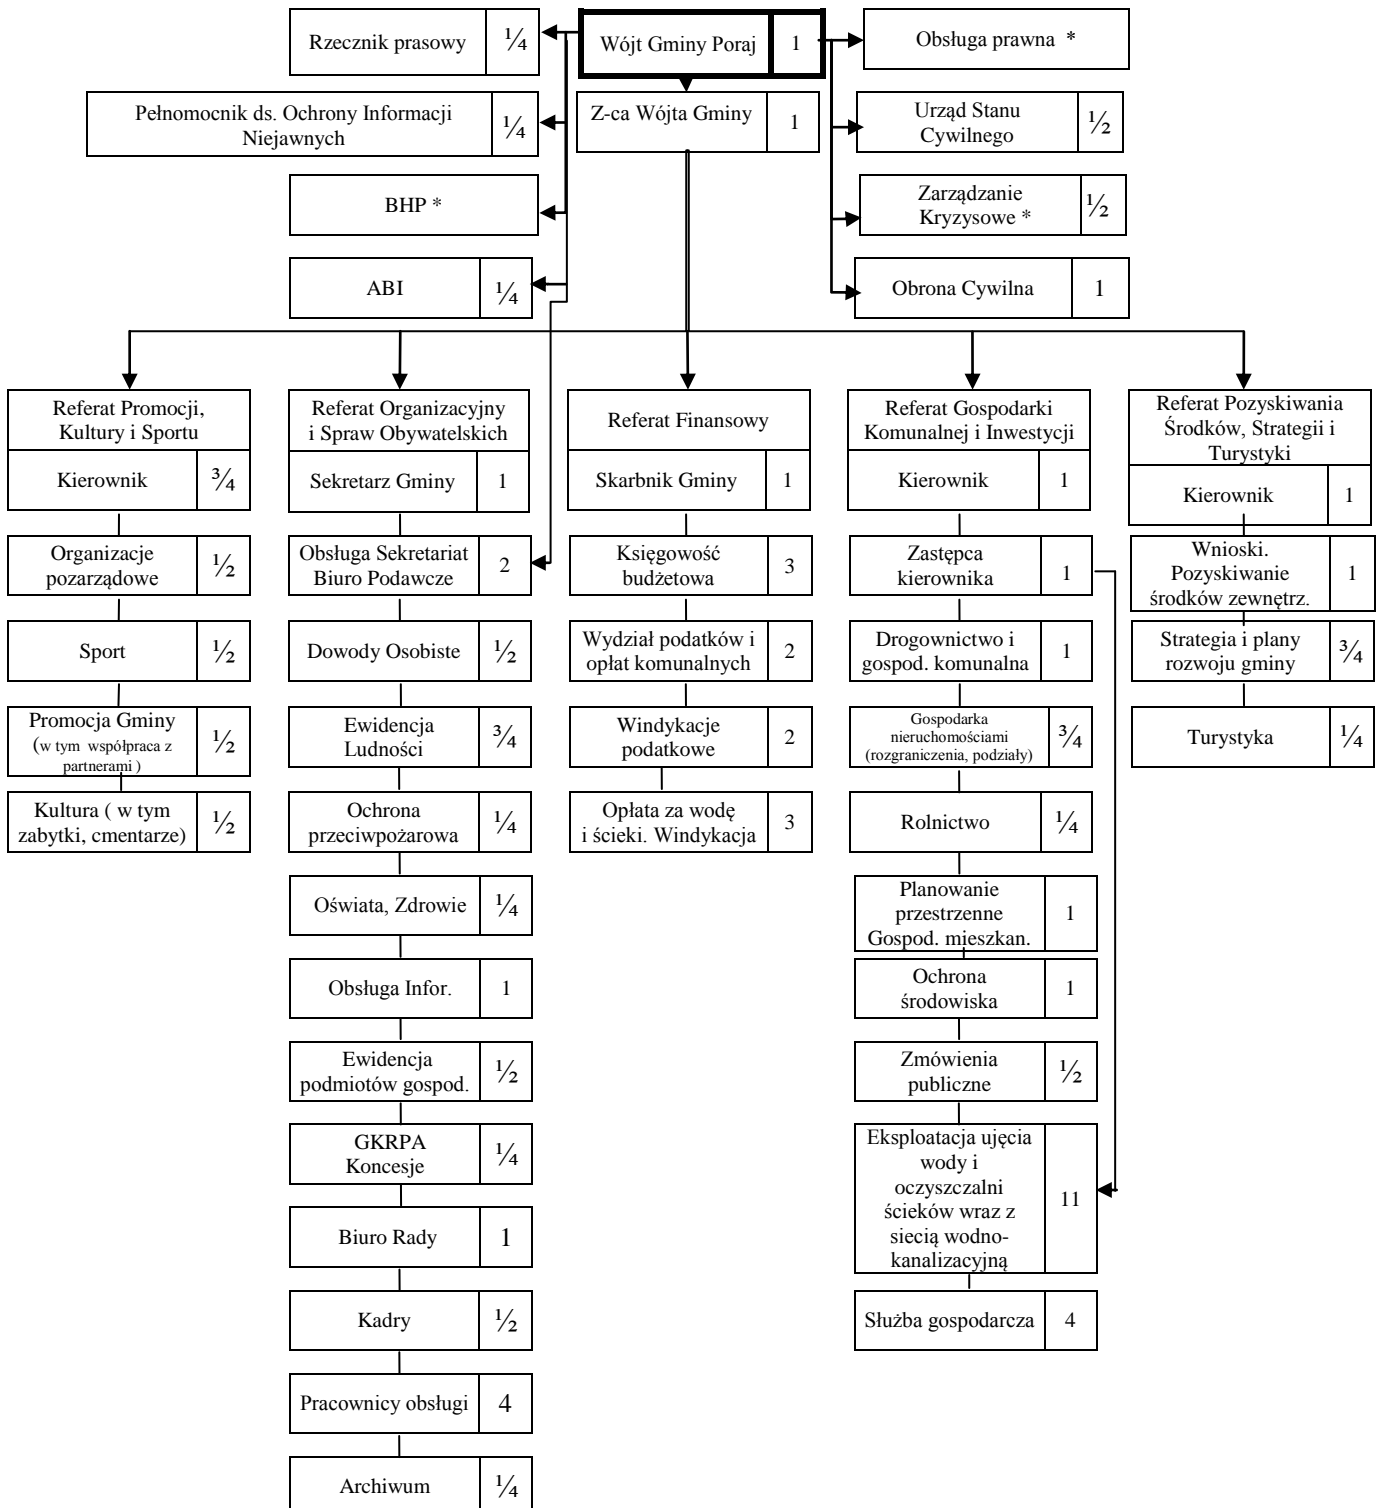 Rzecznik prasowy
¼
Wójt Gminy Poraj
1
Obsługa prawna *
Pełnomocnik ds. Ochrony Informacji
Niejawnych
¼
Z-ca Wójta Gminy
1
Urząd Stanu
Cywilnego
½
BHP *
Zarządzanie
Kryzysowe *
½
ABI
¼
Obrona Cywilna
1
Referat Promocji,
Kultury i Sportu
Kierownik
¾
Organizacje
pozarządowe
½
Sport
½
Promocja Gminy
(w tym współpraca z
partnerami )
½
Kultura ( w tym
zabytki, cmentarze)
½
Referat Organizacyjny
i Spraw Obywatelskich
Sekretarz Gminy
1
Obsługa Sekretariat
Biuro Podawcze
2
Dowody Osobiste
½
Ewidencja
Ludności
¾
Ochrona
przeciwpożarowa
¼
Oświata, Zdrowie
¼
Obsługa Infor.
1
Ewidencja
podmiotów gospod.
½
GKRPA
Koncesje
¼
Biuro Rady
1
Kadry
½
Pracownicy obsługi
4
Archiwum
¼
Referat Finansowy
Skarbnik Gminy
1
Księgowość
budżetowa
3
Wydział podatków i
opłat komunalnych
2
Windykacje
podatkowe
2
Opłata za wodę
i ścieki. Windykacja
3
Referat Gospodarki
Komunalnej i Inwestycji
Kierownik
1
Zastępca
kierownika
1
Drogownictwo i
gospod. komunalna
1
Gospodarka
nieruchomościami
(rozgraniczenia, podziały)
¾
Rolnictwo
¼
Planowanie
przestrzenne
Gospod. mieszkan.
1
Ochrona
środowiska
1
Zmówienia
publiczne
½
Eksploatacja ujęcia
wody i
oczyszczalni
ścieków wraz z
siecią wodno-
kanalizacyjną
11
Służba gospodarcza
4
Referat Pozyskiwania
Środków, Strategii i
Turystyki
Kierownik
1
Wnioski.
Pozyskiwanie
środków zewnętrz.
1
Strategia i plany
rozwoju gminy
¾
Turystyka
¼